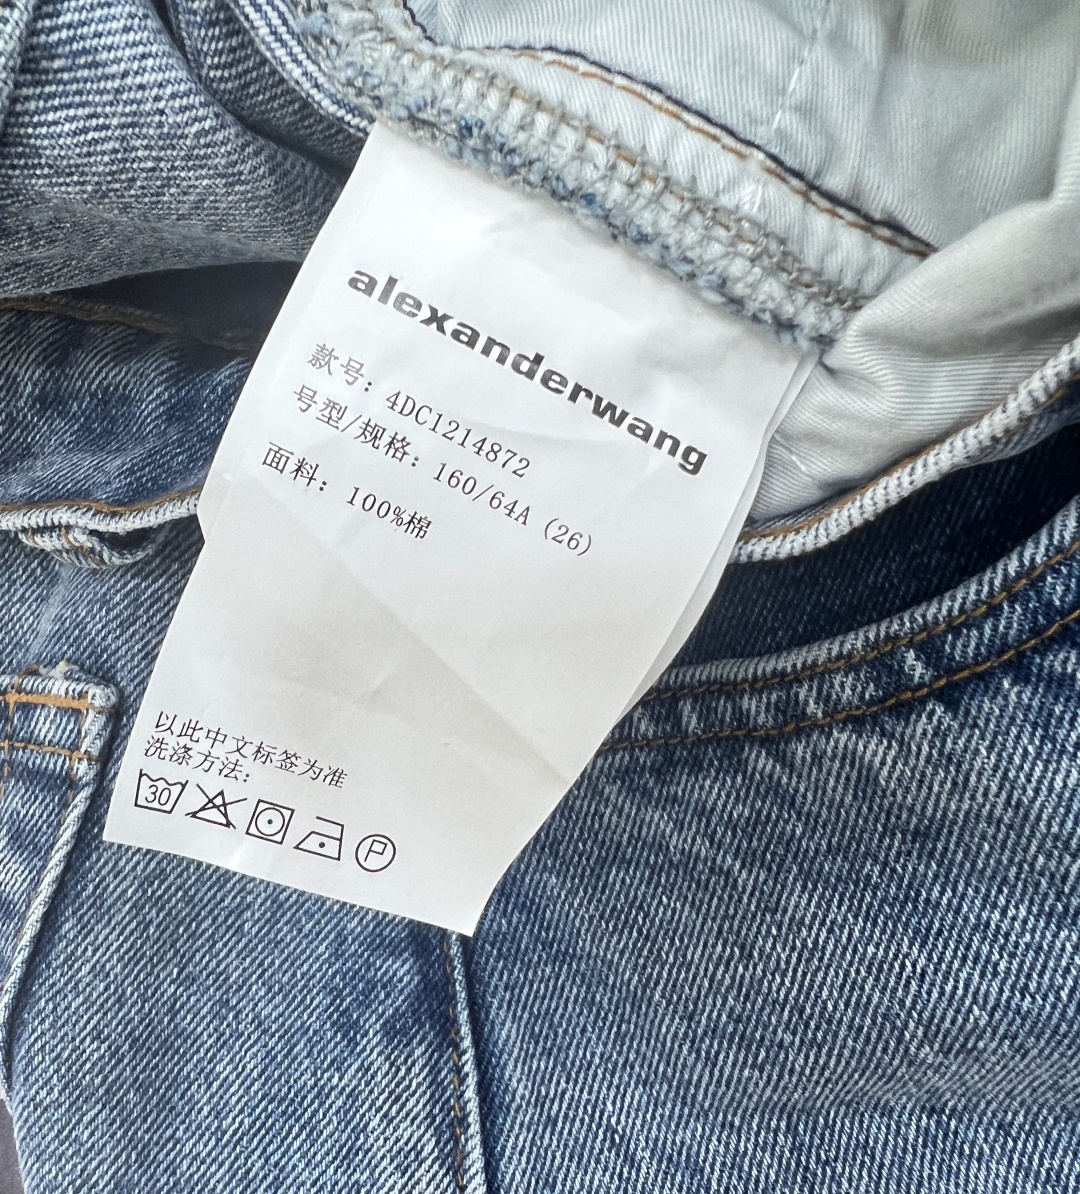 alexanderwang
款号: 4DC1214872
号型/规格: 160/64A (26)
面料: 100%棉
以此中文标签为准
洗涤方法:
30 P